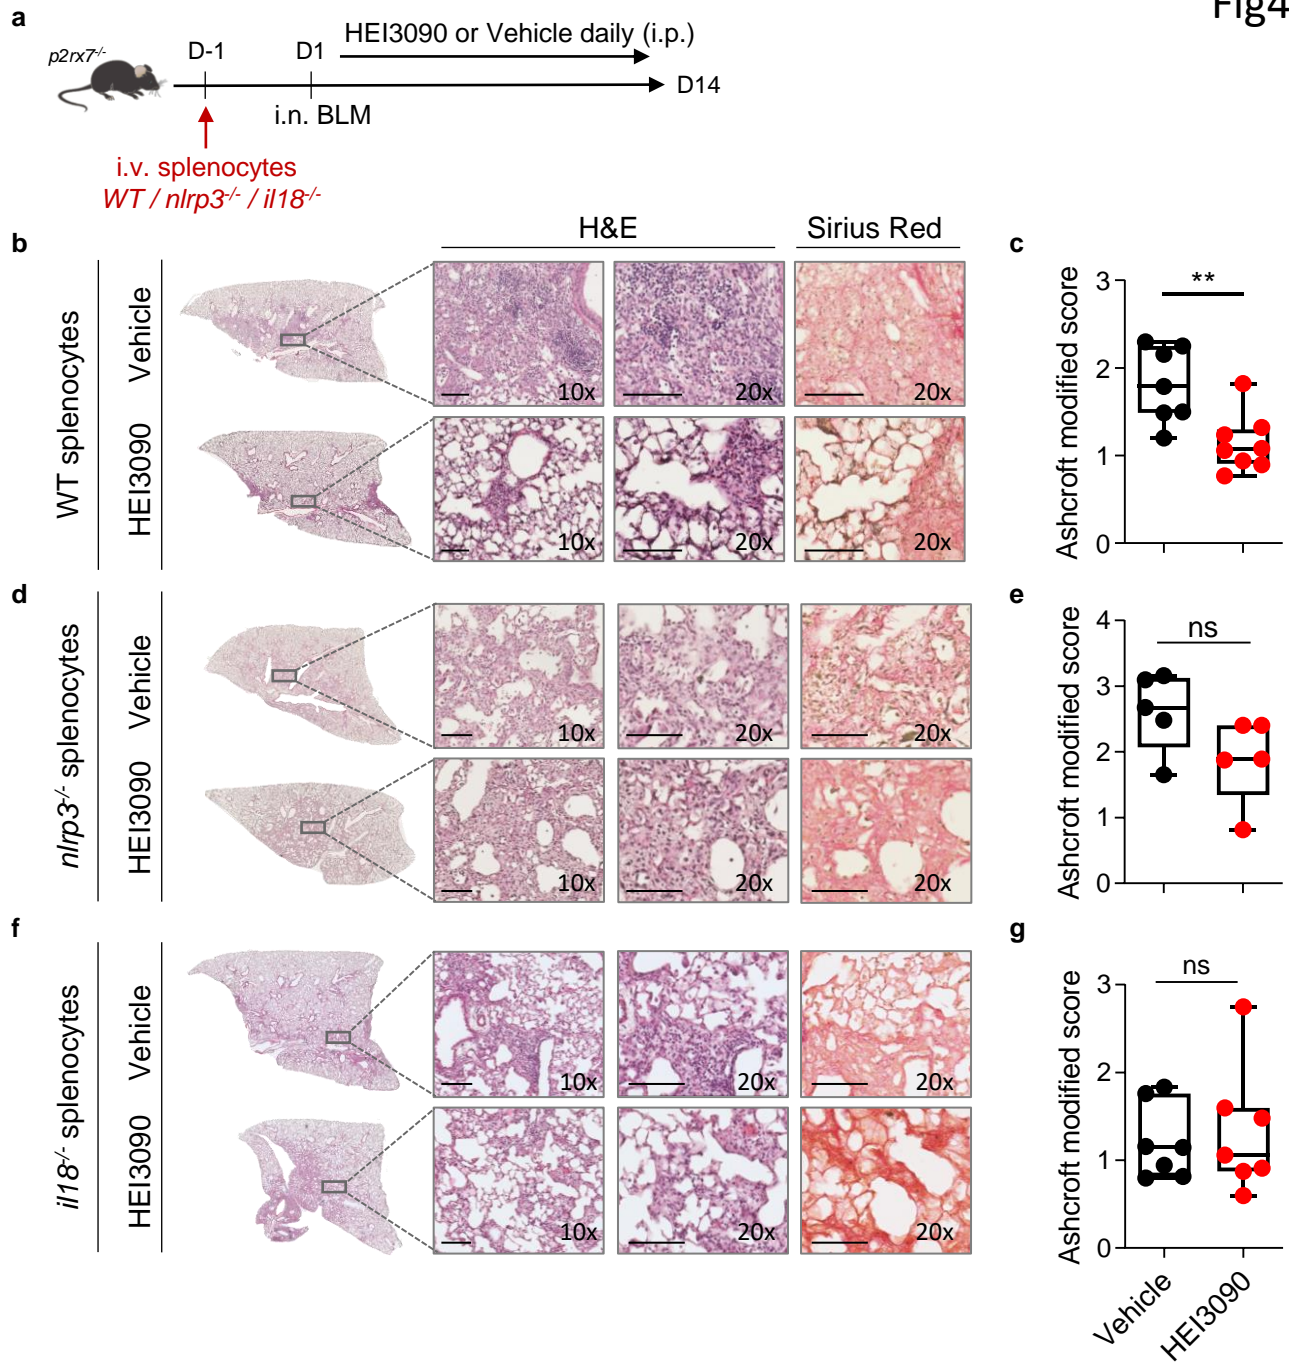 Fig4
a
HEI3090 or Vehicle daily (i.p.)
p2rx7-/-
D-1
D1
D14
i.n. BLM
i.v. splenocytes
WT / nlrp3-/- / il18-/-
H&E
Sirius Red
b
WT splenocytes
Vehicle
10x
20x
20x
HEI3090
10x
20x
20x
c
Ashcroft modified score
3
2
1
0
**
d
nlrp3-/- splenocytes
Vehicle
10x
20x
20x
HEI3090
10x
20x
20x
e
Ashcroft modified score
4
3
2
1
0
ns
f
il18-/- splenocytes
Vehicle
10x
20x
20x
HEI3090
10x
20x
20x
g
Ashcroft modified score
3
2
1
0
ns
Vehicle
HEI3090